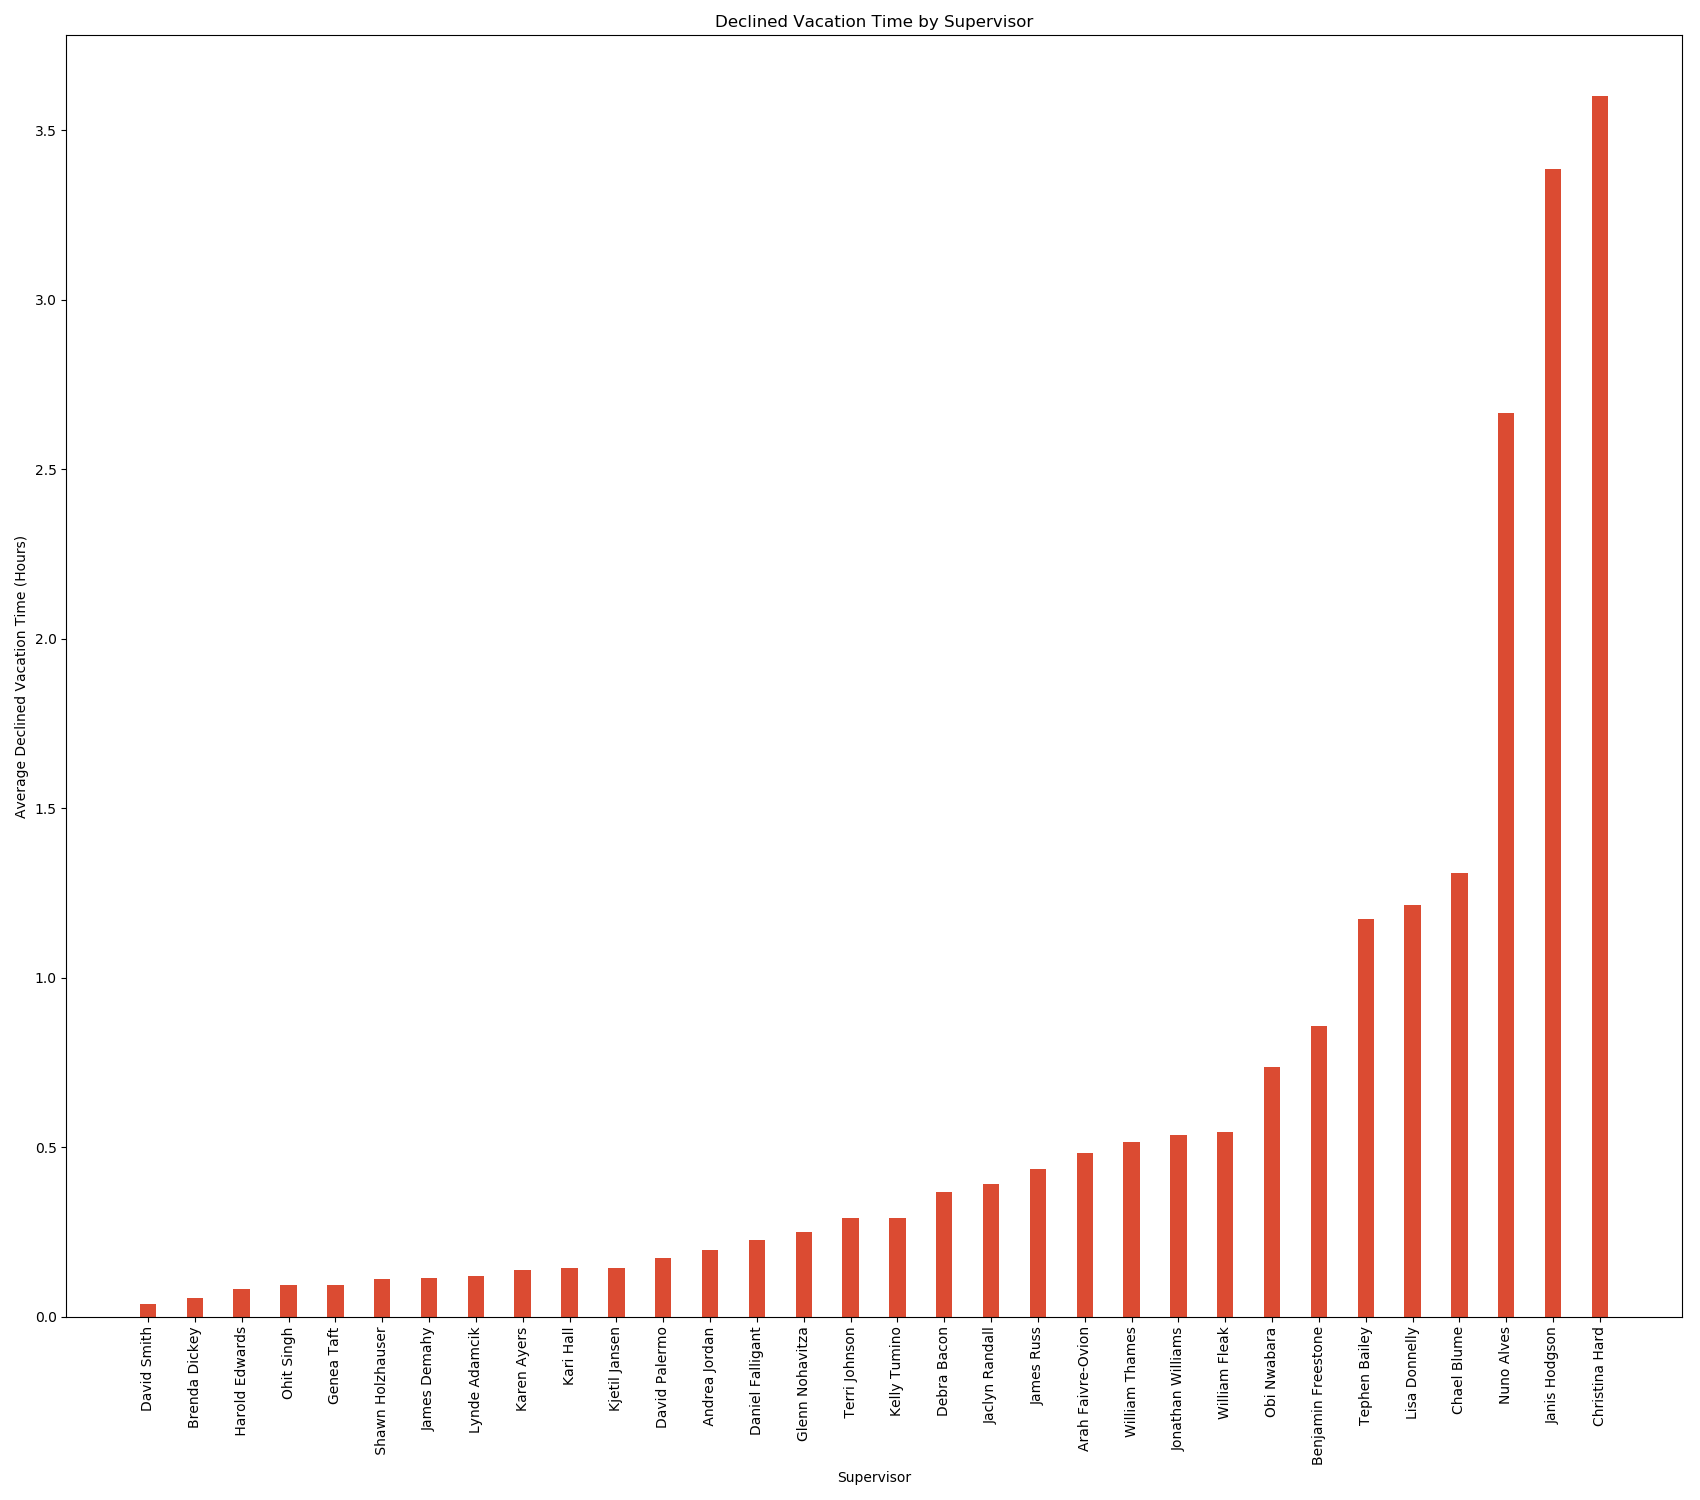 Declined Vacation Time by Supervisor
3.5
3.0
2.5
2.0
1.5
1.0
0.5
0.0
Average Declined Vacation Time (Hours)
David Smith
Brenda Dickey
Harold Edwards
Ohit Singh
Genea Taft
Shawn Holzhauser
James Demahy
Lynde Adamcik
Karen Ayers
Kari Hall
Kjetil Jansen
David Palermo
Andrea Jordan
Daniel Falligant
Glenn Nohavitza
Terri Johnson
Kelly Tumino
Debra Bacon
Jaclyn Randall
James Russ
Arah Faivre-Ovion
William Thames
Jonathan Williams
William Fleak
Obi Nwabara
Benjamin Freestone
Tephen Bailey
Lisa Donnelly
Chael Blume
Nuno Alves
Janis Hodgson
Christina Hard
Supervisor